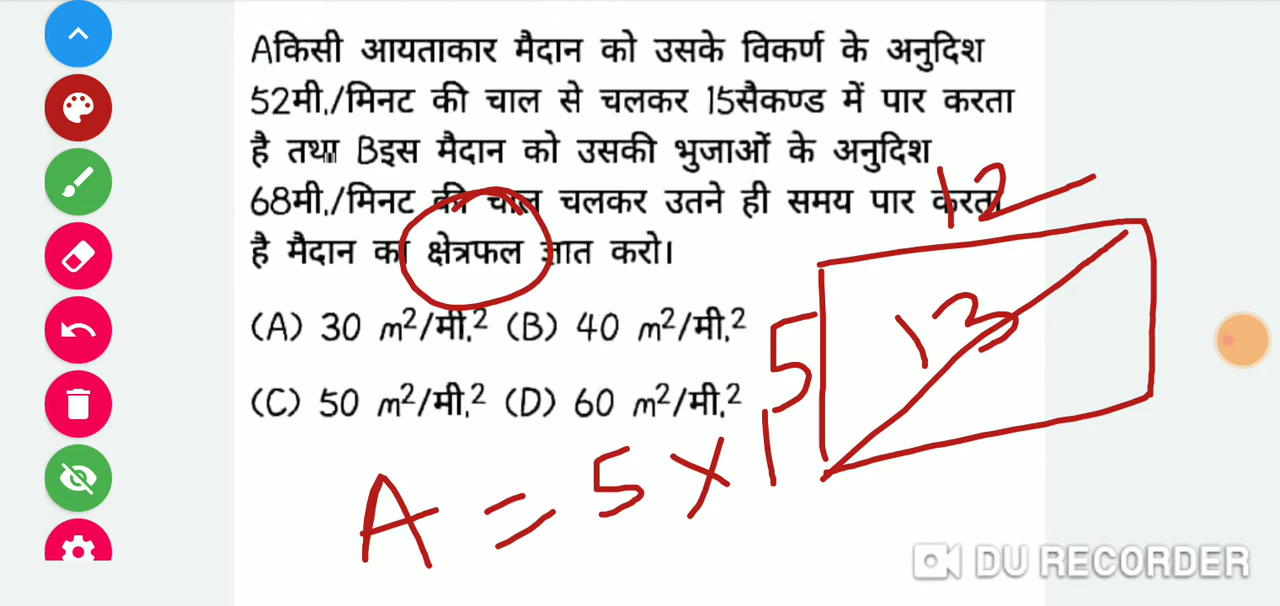 Aकिसी आयताकार मैदान को उसके विकर्ण के अनुदिश
52मी./मिनट की चाल से चलकर 15सैकण्ड में पार करता
है तथा Bइस मैदान को उसकी भुजाओं के अनुदिश
68मी./मिनट की चाल चलकर उतने ही समय पार करता
है मैदान का क्षेत्रफल ज्ञात करो।
(A) 30 m²/मी.² (B) 40 m²/मी.²
(C) 50 m²/मी.² (D) 60 m²/मी.²
12
5
13
A = 5 × 1
DU RECORDER